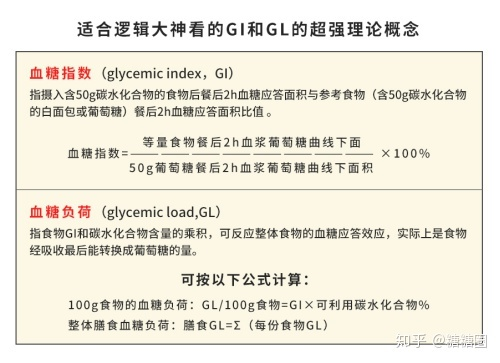 适合逻辑大神看的GI和GL的超强理论概念
血糖指数（glycemic index，GI）
指摄入含50g碳水化合物的食物后餐后2h血糖应答面积与参考食物（含50g碳水化合物
的白面包或葡萄糖）餐后2h血糖应答面积比值 。
等量食物餐后2h血浆葡萄糖曲线下面
血糖指数=—————————————————×100%
50g葡萄糖餐后2h血浆葡萄糖曲线下面积
血糖负荷（glycemic load,GL）
指食物GI和碳水化合物含量的乘积，可反应整体食物的血糖应答效应，实际上是食物
经吸收最后能转换成葡萄糖的量。
可按以下公式计算：
100g食物的血糖负荷：GL/100g食物=GI×可利用碳水化物%
整体膳食血糖负荷：膳食GL=Σ（每份食物GL）
知乎 @糖糖圈